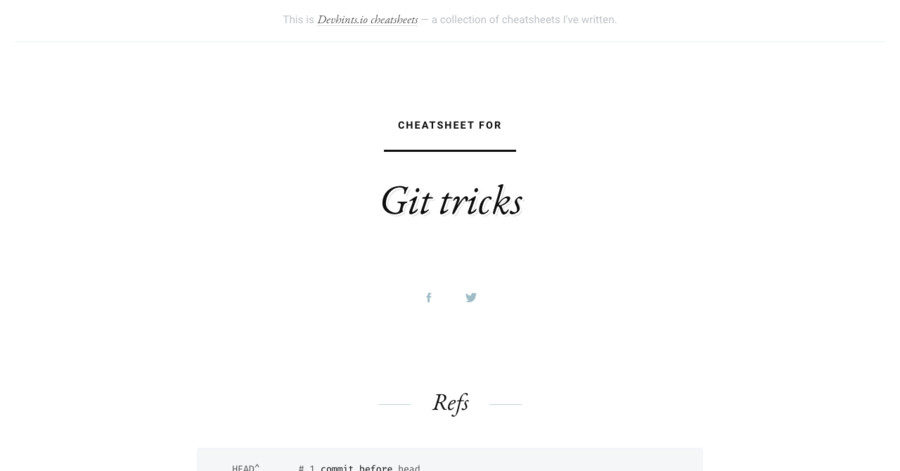 This is Devhints.io cheatsheets — a collection of cheatsheets I've written.
CHEATSHEET FOR
Git tricks
Refs
HEAD^ # 1 commit before head